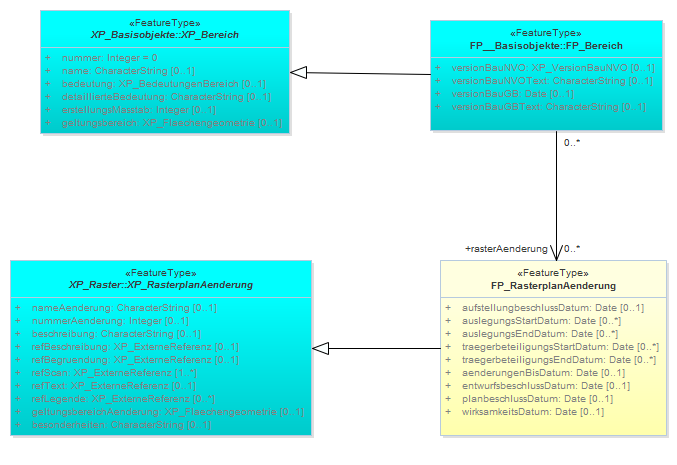 «FeatureType»
XP_Basisobjekte::XP_Bereich
+ nummer: Integer = 0
+ name: CharacterString [0..1]
+ bedeutung: XP_BedeutungenBereich [0..1]
+ detaillierteBedeutung: CharacterString [0..1]
+ erstellungsMasstab: Integer [0..1]
+ geltungsbereich: XP_Flaechengeometrie [0..1]
«FeatureType»
FP__Basisobjekte::FP_Bereich
+ versionBauNVO: XP_VersionBauNVO [0..1]
+ versionBauNVOText: CharacterString [0..1]
+ versionBauGB: Date [0..1]
+ versionBauGBText: CharacterString [0..1]
0..*
+rasterAenderung
0..*
«FeatureType»
XP_Raster::XP_RasterplanAenderung
+ nameAenderung: CharacterString [0..1]
+ nummerAenderung: Integer [0..1]
+ beschreibung: CharacterString [0..1]
+ refBeschreibung: XP_ExterneReferenz [0..1]
+ refBegruendung: XP_ExterneReferenz [0..1]
+ refScan: XP_ExterneReferenz [1..*]
+ refText: XP_ExterneReferenz [0..1]
+ refLegende: XP_ExterneReferenz [0..*]
+ geltungsbereichAenderung: XP_Flaechengeometrie [0..1]
+ besonderheiten: CharacterString [0..1]
«FeatureType»
FP_RasterplanAenderung
+ aufstellungbeschlussDatum: Date [0..1]
+ auslegungsStartDatum: Date [0..*]
+ auslegungsEndDatum: Date [0..*]
+ traegerbeteiligungsStartDatum: Date [0..*]
+ traegerbeteiligungsEndDatum: Date [0..*]
+ aenderungenBisDatum: Date [0..1]
+ entwurfsbeschlussDatum: Date [0..1]
+ planbeschlussDatum: Date [0..1]
+ wirksamkeitsDatum: Date [0..1]